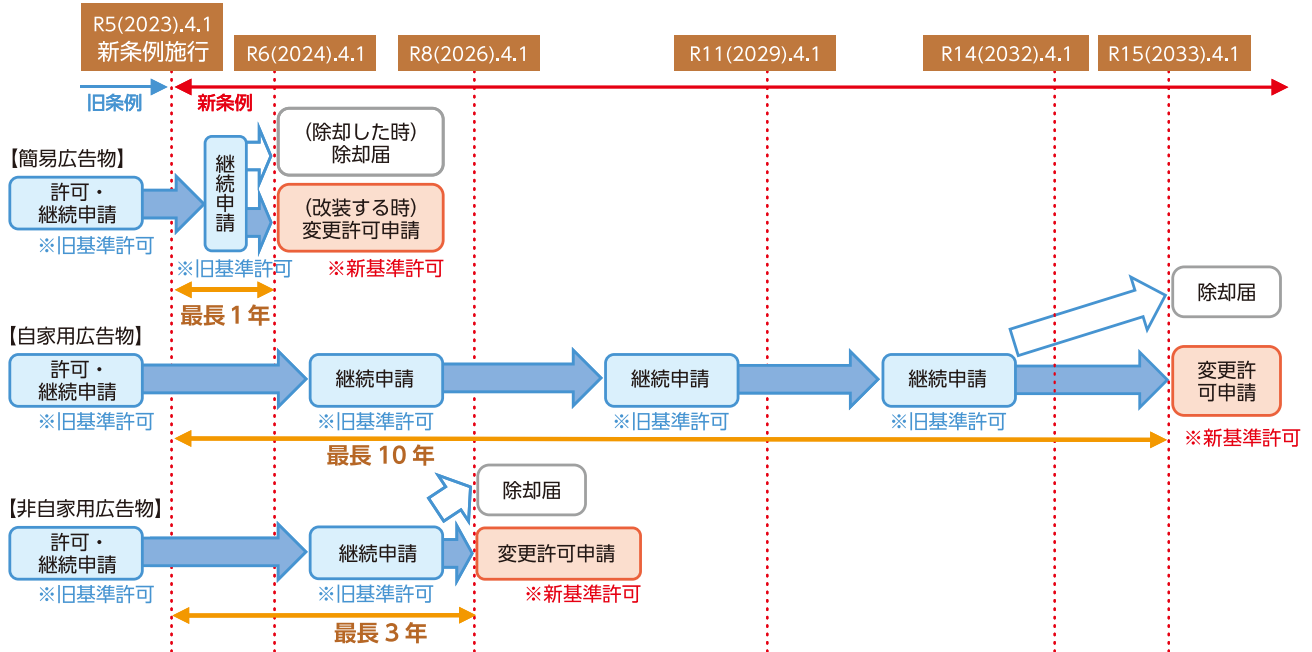 R5(2023).4.1
新条例施行
R6(2024).4.1
R8(2026).4.1
R11(2029).4.1
R14(2032).4.1
R15(2033).4.1
旧条例
新条例
【簡易広告物】
許可・
継続申請
※旧基準許可
継続申請
※旧基準許可
(除却した時)
除却届
(改装する時)
変更許可申請
※新基準許可
最長1年
【自家用広告物】
許可・
継続申請
※旧基準許可
継続申請
※旧基準許可
継続申請
※旧基準許可
継続申請
※旧基準許可
除却届
変更許
可申請
※新基準許可
最長10年
【非自家用広告物】
許可・
継続申請
※旧基準許可
継続申請
※旧基準許可
除却届
変更許可申請
※新基準許可
最長3年